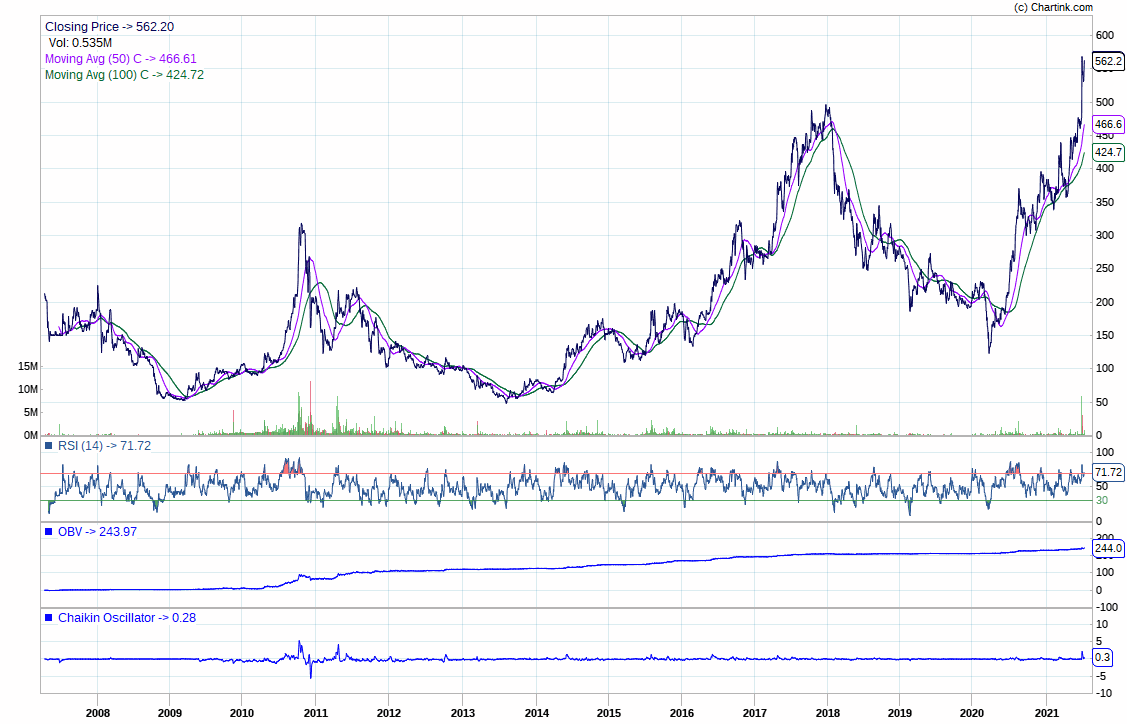 (c) Chartink.com
Closing Price -> 562.20
Vol: 0.535M
Moving Avg (50) C -> 466.61
Moving Avg (100) C -> 424.72
600
562.2
500
466.6
450
424.7
400
350
300
250
200
150
100
50
0
15M
10M
5M
0M
RSI (14) -> 71.72
100
71.72
50
30
0
OBV -> 243.97
200
244.0
100
0
-100
Chaikin Oscillator -> 0.28
10
5
0.3
-5
-10
2008 2009 2010 2011 2012 2013 2014 2015 2016 2017 2018 2019 2020 2021